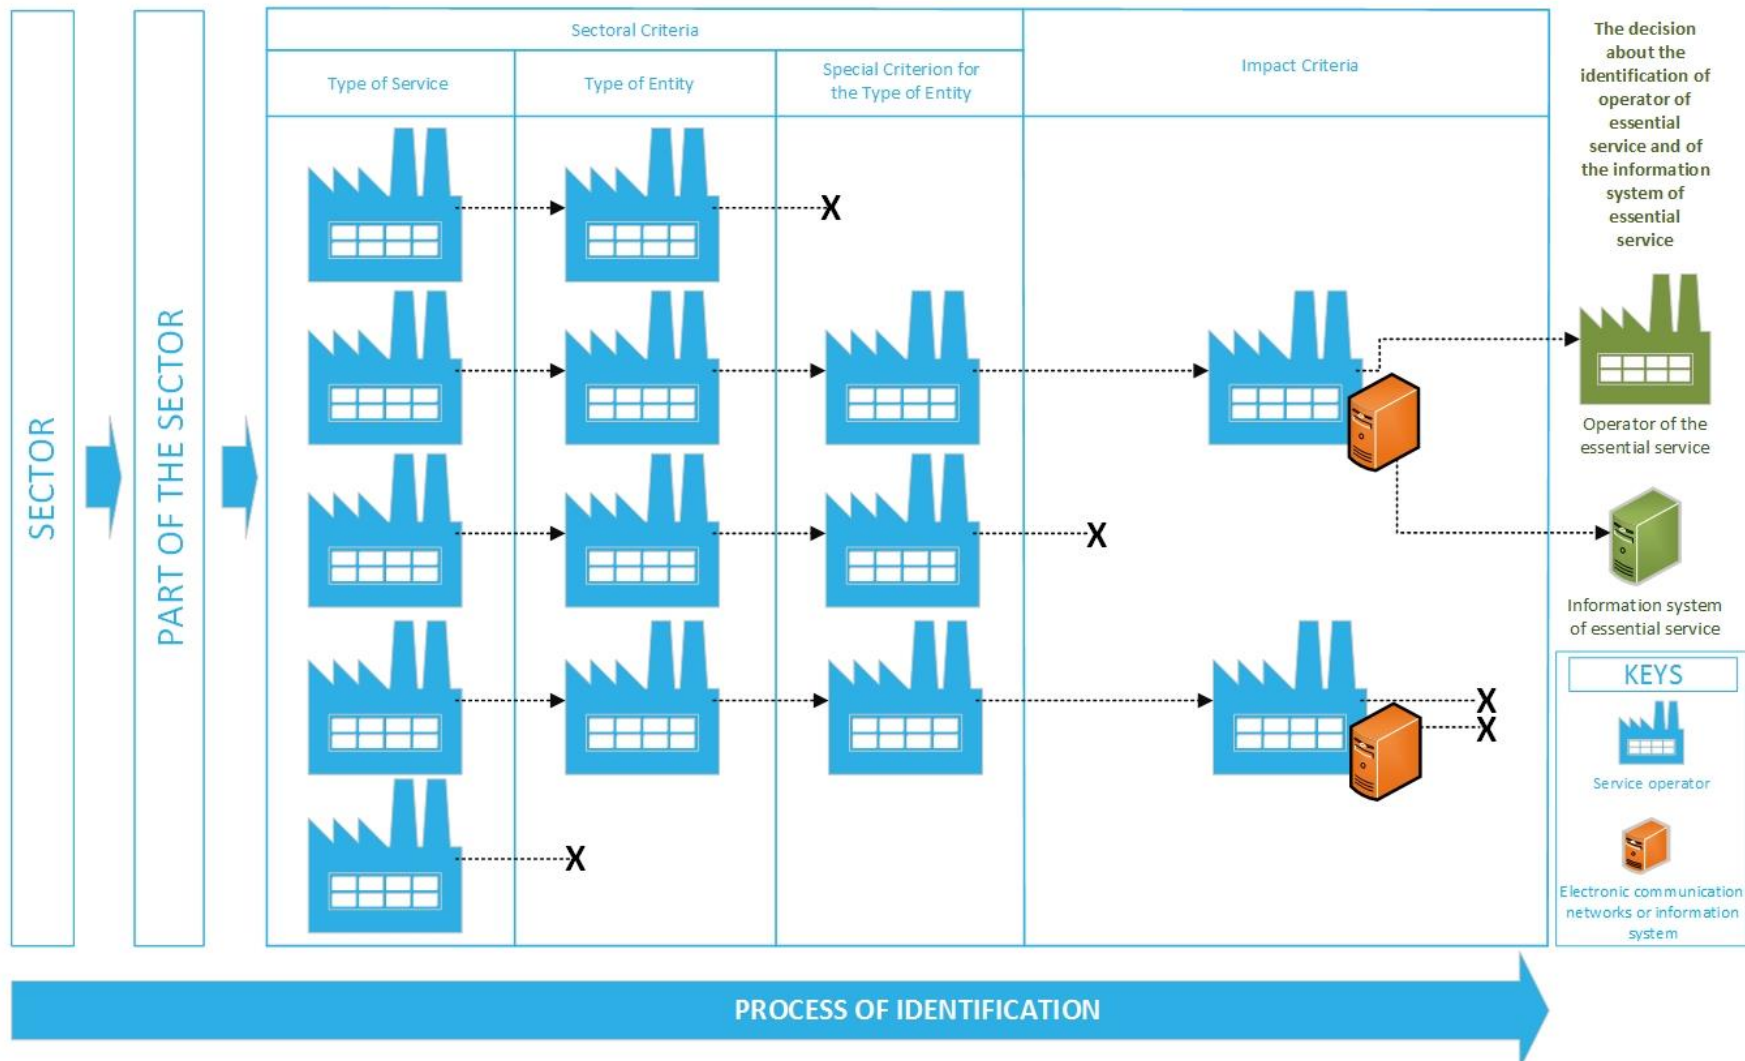 SECTOR
PART OF THE SECTOR
Sectoral Criteria
Type of Service
Type of Entity
Special Criterion for
the Type of Entity
Impact Criteria
X
X
X
X
X
The decision
about the
identification of
operator of
essential
service and of
the information
system of
essential
service
Operator of the
essential service
Information system
of essential service
KEYS
Service operator
Electronic communication
networks or information
system
PROCESS OF IDENTIFICATION